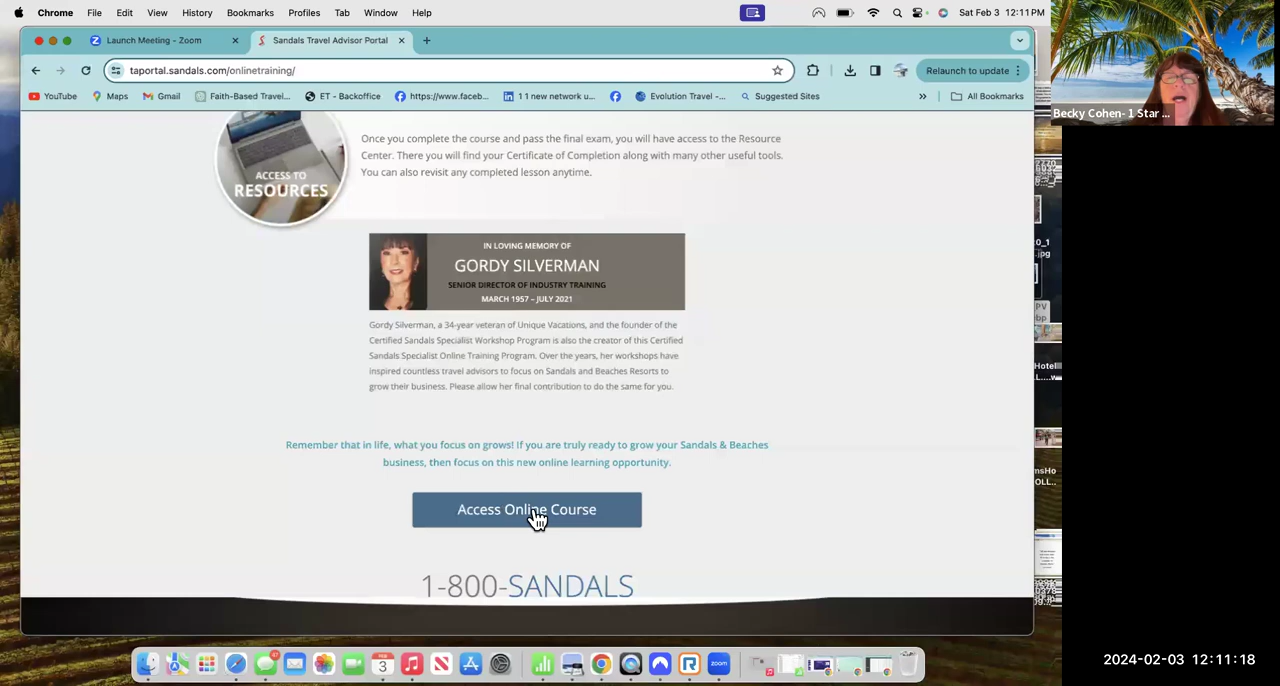 Chrome File Edit View History Bookmarks Profiles Tab Window Help Sat Feb 3 12:11 PM
Launch Meeting - Zoom Sandals Travel Advisor Portal
taportal.sandals.com/onlinetraining/ Relaunch to update
YouTube Maps Gmail Faith-Based Travel... ET - Backoffice https://www.faceb... 1 1 new network u... Evolution Travel -... Suggested Sites » All Bookmarks
Becky Cohen- 1 Star ...
Once you complete the course and pass the final exam, you will have access to the Resource
Center. There you will find your Certificate of Completion along with many other useful tools.
You can also revisit any completed lesson anytime.
ACCESS TO
RESOURCES
IN LOVING MEMORY OF
GORDY SILVERMAN
SENIOR DIRECTOR OF INDUSTRY TRAINING
MARCH 1957 – JULY 2021
Gordy Silverman, a 34-year veteran of Unique Vacations, and the founder of the
Certified Sandals Specialist Workshop Program is also the creator of this Certified
Sandals Specialist Online Training Program. Over the years, her workshops have
inspired countless travel advisors to focus on Sandals and Beaches Resorts to
grow their business. Please allow her final contribution to do the same for you.
Remember that in life, what you focus on grows! If you are truly ready to grow your Sandals & Beaches
business, then focus on this new online learning opportunity.
Access Online Course
1-800-SANDALS
2024-02-03 12:11:18